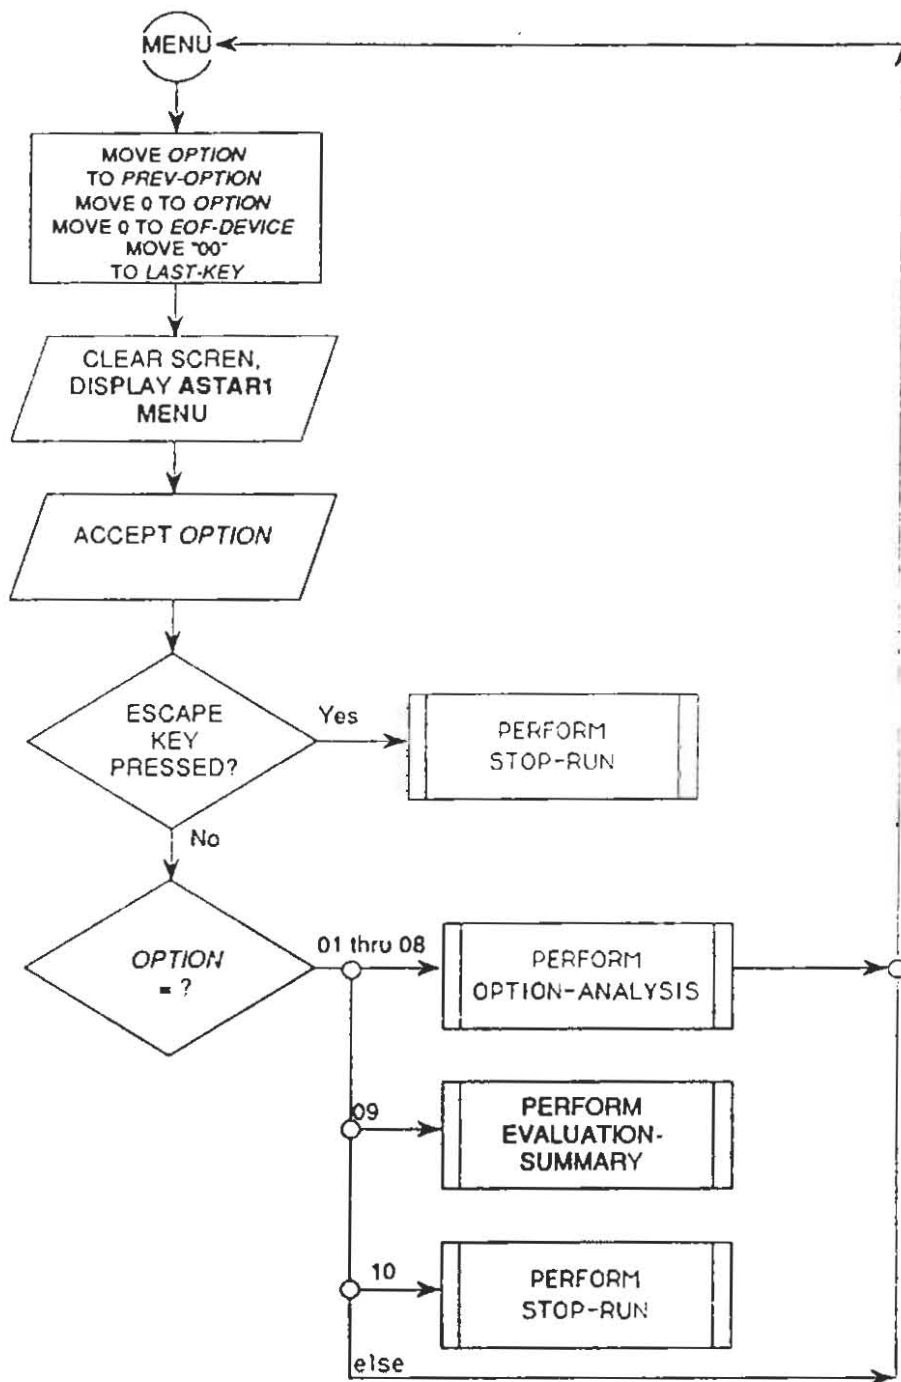 MENU
MOVE OPTION
TO PREV-OPTION
MOVE 0 TO OPTION
MOVE 0 TO EOF-DEVICE
MOVE "00"
TO LAST-KEY
CLEAR SCREN,
DISPLAY ASTAR1
MENU
ACCEPT OPTION
ESCAPE
KEY
PRESSED?
Yes
PERFORM
STOP-RUN
No
OPTION
= ?
01 thru 08
PERFORM
OPTION-ANALYSIS
09
PERFORM
EVALUATION-
SUMMARY
10
PERFORM
STOP-RUN
else